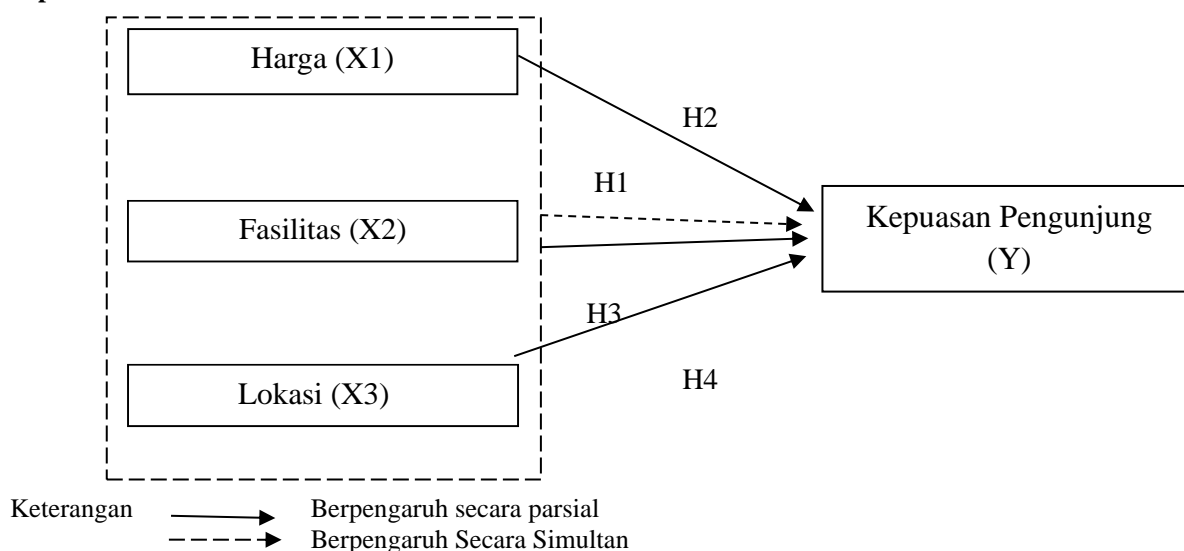 Harga (X1)
H2
H1
Fasilitas (X2)
Kepuasan Pengunjung
(Y)
H3
Lokasi (X3)
H4
Keterangan
Berpengaruh secara parsial
Berpengaruh Secara Simultan